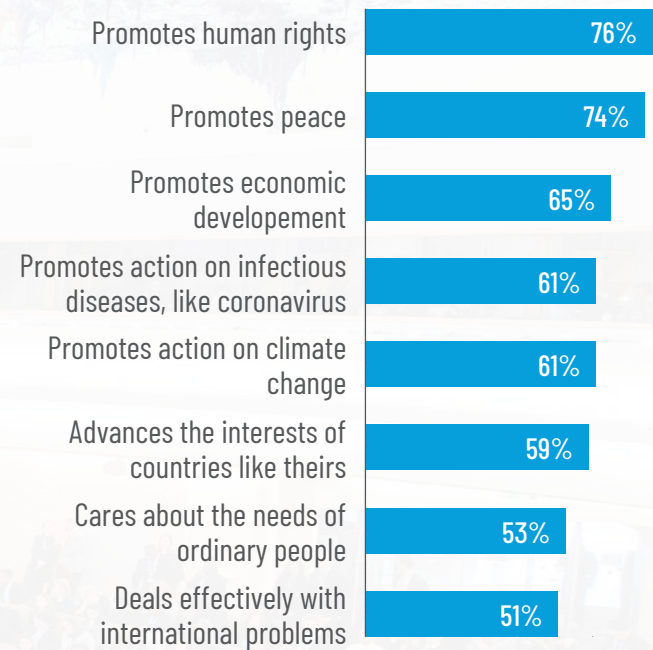 Promotes human rights 76%
Promotes peace 74%
Promotes economic
developement 65%
Promotes action on infectious
diseases, like coronavirus 61%
Promotes action on climate
change 61%
Advances the interests of
countries like theirs 59%
Cares about the needs of
ordinary people 53%
Deals effectively with
international problems 51%